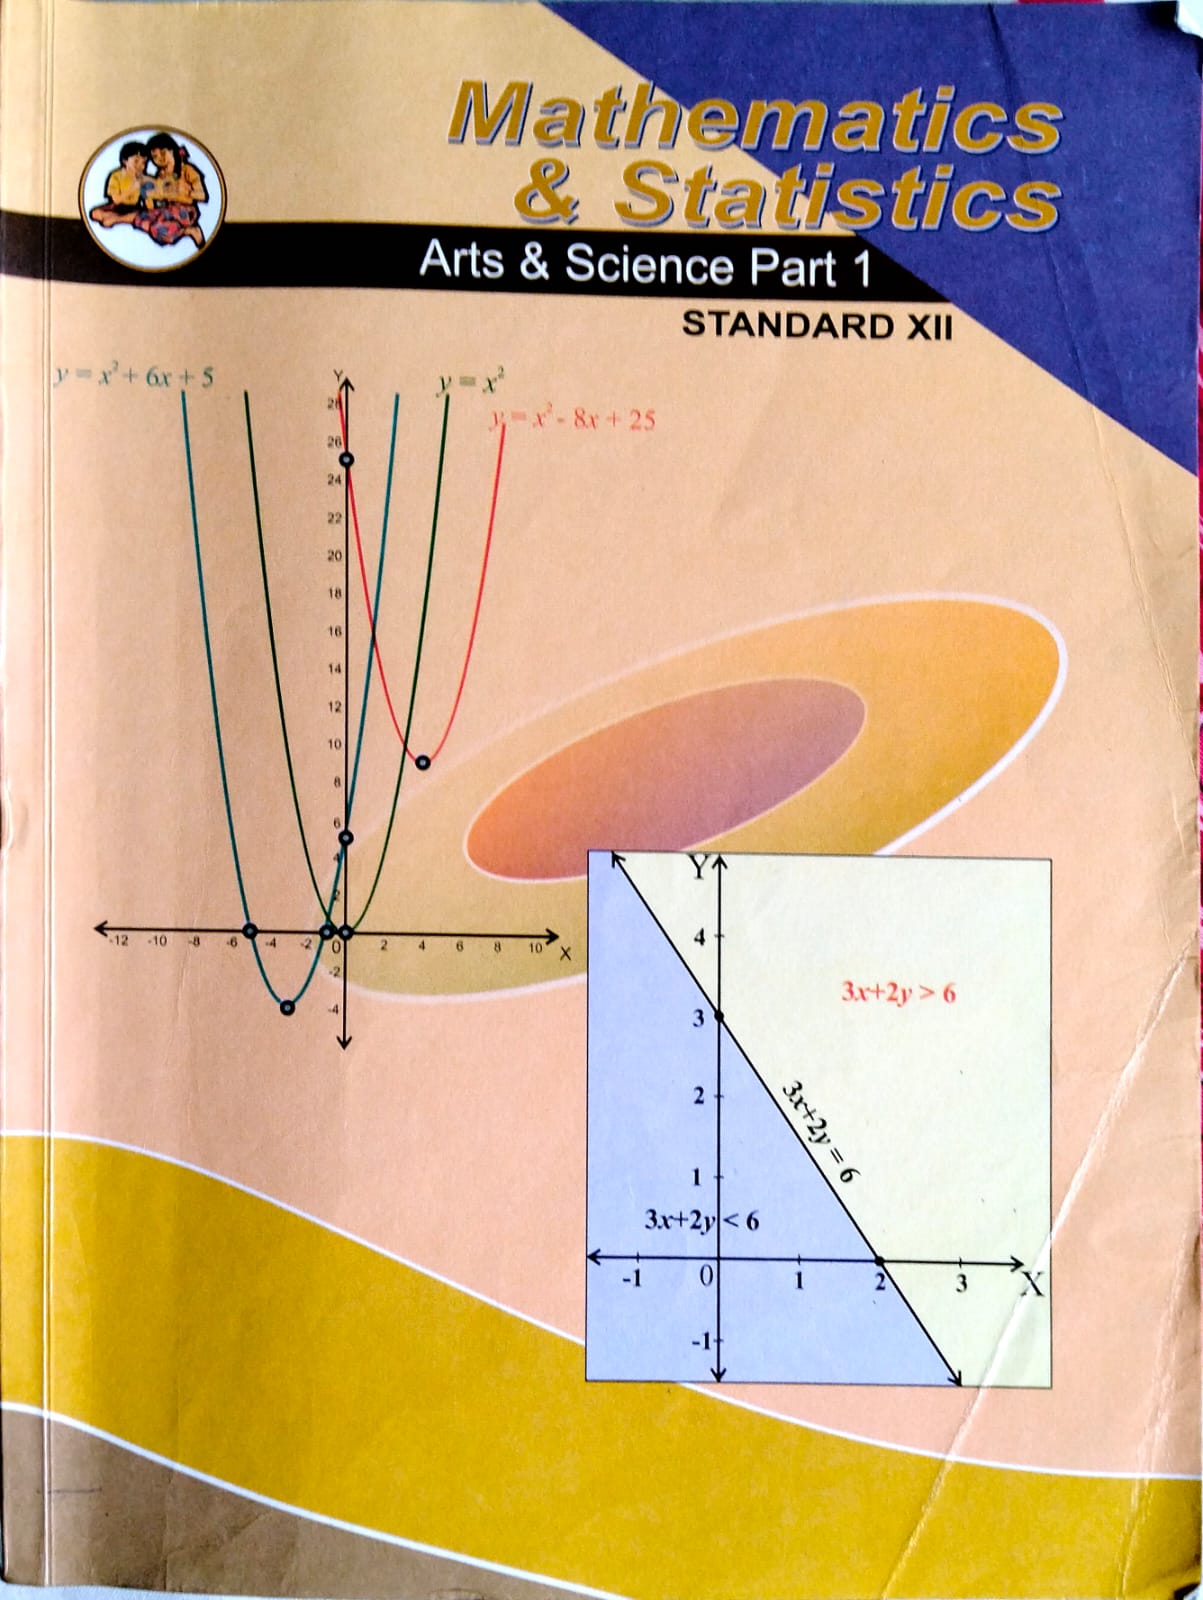 Mathematics
& Statistics
Arts & Science Part 1
STANDARD XII
y = x² + 6x + 5
y = x²
y = x² - 8x + 25
Y
28
26
24
22
20
18
16
14
12
10
8
6
4
2
-12 -10 -8 -6 -4 -2 0 2 4 6 8 10 X
-2
-4
Y
4
3x+2y > 6
3
2
3x+2y = 6
1
3x+2y < 6
-1 0 1 2 3 X
-1